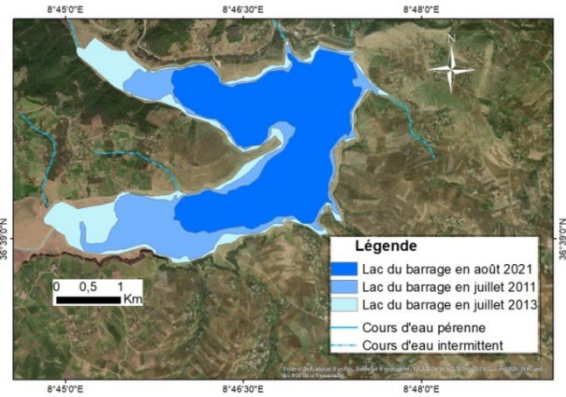 8°45'0"E 8°46'30"E 8°48'0"E
N
36°39'0"N 36°39'0"N
Légende
Lac du barrage en août 2021
Lac du barrage en juillet 2011
Lac du barrage en juillet 2013
Cours d'eau pérenne
Cours d'eau intermittent
0 0,5 1
Km
8°45'0"E 8°46'30"E 8°48'0"E